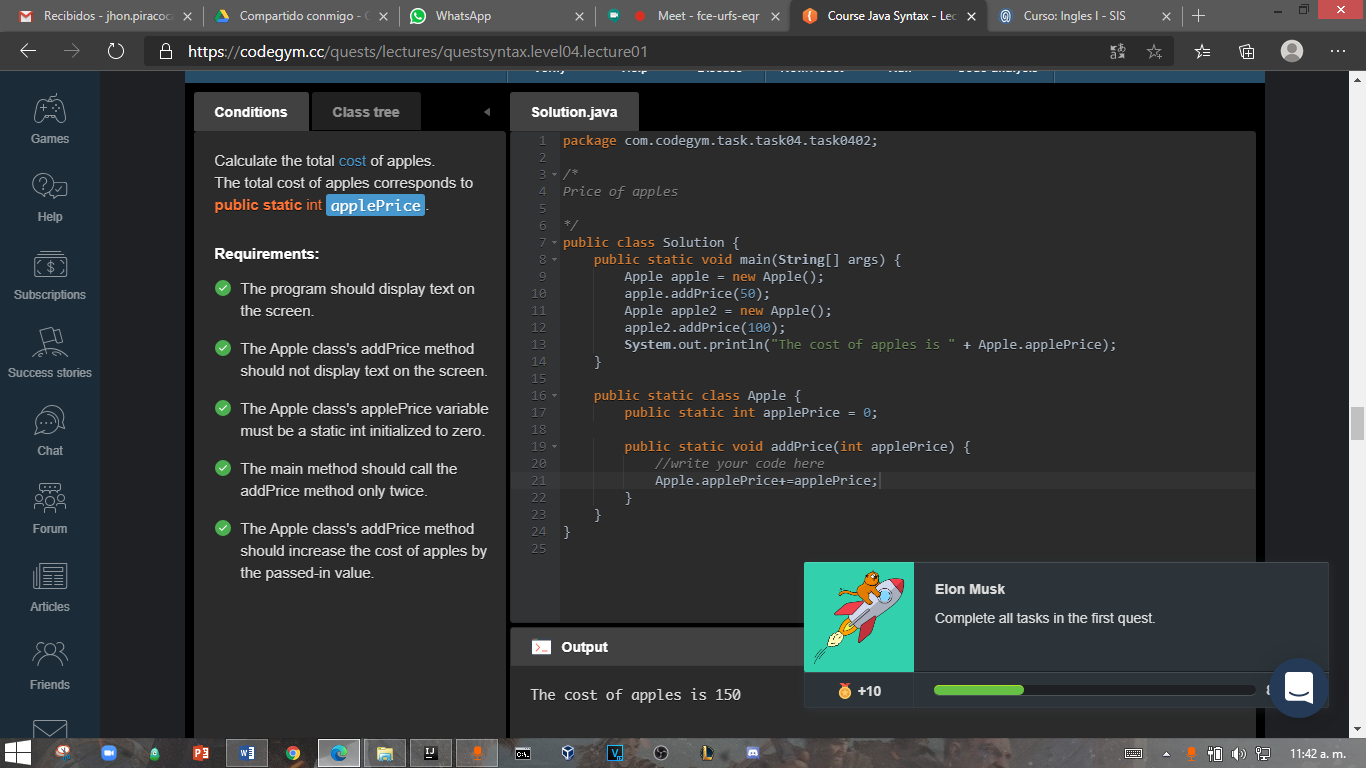 Recibidos - jhon.piracoca
Compartido conmigo - G
WhatsApp
Meet - fce-urfs-eqr
Course Java Syntax - Lec
Curso: Ingles I - SIS
https://codegym.cc/quests/lectures/questsyntax.level04.lecture01
Games
Help
Subscriptions
Success stories
Chat
Forum
Articles
Friends
Conditions
Class tree
Calculate the total cost of apples.
The total cost of apples corresponds to
public static int applePrice.
Requirements:
The program should display text on
the screen.
The Apple class's addPrice method
should not display text on the screen.
The Apple class's applePrice variable
must be a static int initialized to zero.
The main method should call the
addPrice method only twice.
The Apple class's addPrice method
should increase the cost of apples by
the passed-in value.
Solution.java
1 package com.codegym.task.task04.task0402;
2
3 /*
4 Price of apples
5
6 */
7 public class Solution {
8 public static void main(String[] args) {
9 Apple apple = new Apple();
10 apple.addPrice(50);
11 Apple apple2 = new Apple();
12 apple2.addPrice(100);
13 System.out.println("The cost of apples is " + Apple.applePrice);
14 }
15
16 public static class Apple {
17 public static int applePrice = 0;
18
19 public static void addPrice(int applePrice) {
20 //write your code here
21 Apple.applePrice+=applePrice;
22 }
23 }
24 }
25
Output
The cost of apples is 150
Elon Musk
Complete all tasks in the first quest.
+10
11:42 a. m.